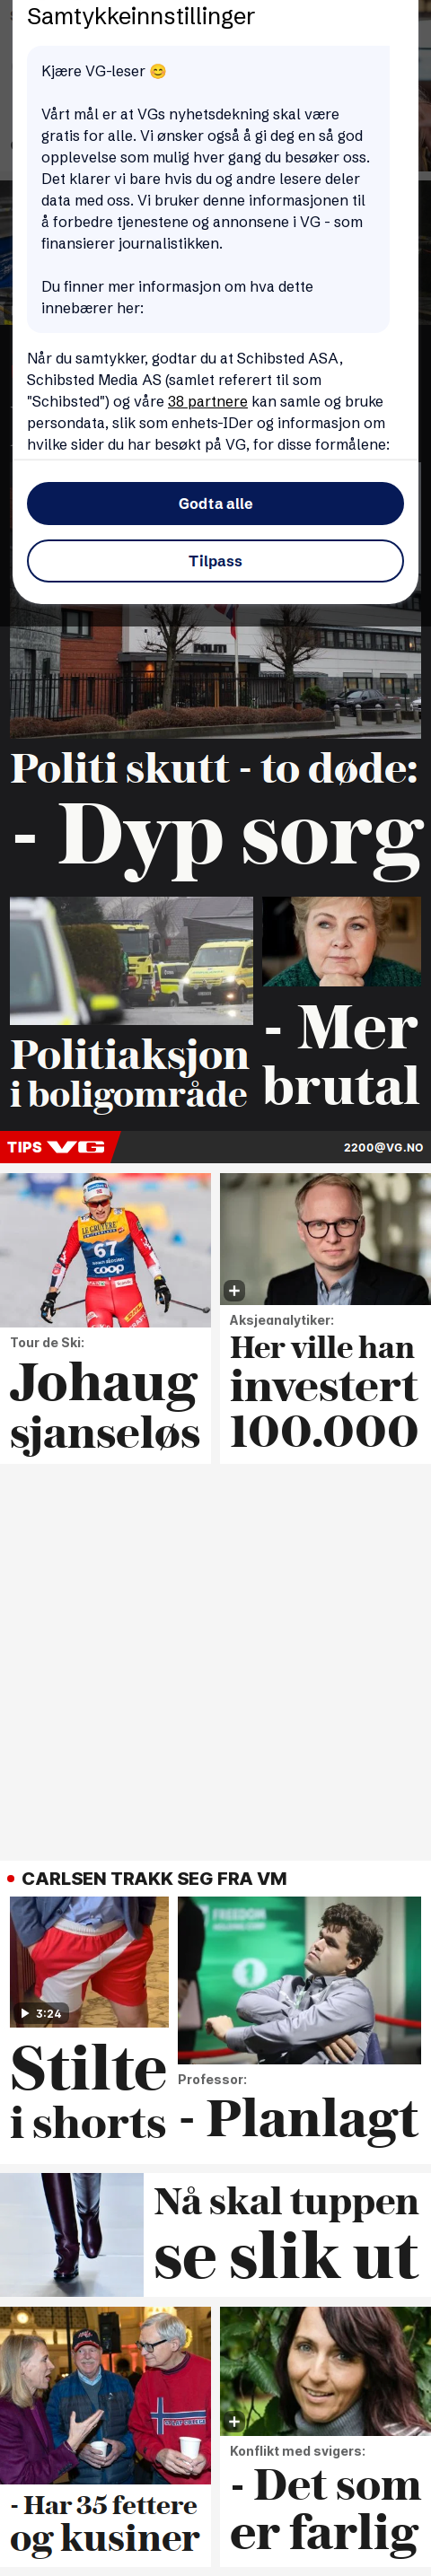 Samtykkeinnstillinger
Kjære VG-leser 😊
Vårt mål er at VGs nyhetsdekning skal være
gratis for alle. Vi ønsker også å gi deg en så god
opplevelse som mulig hver gang du besøker oss.
Det klarer vi bare hvis du og andre lesere deler
data med oss. Vi bruker denne informasjonen til
å forbedre tjenestene og annonsene i VG - som
finansierer journalistikken.
Du finner mer informasjon om hva dette
innebærer her:
Når du samtykker, godtar du at Schibsted ASA,
Schibsted Media AS (samlet referert til som
"Schibsted") og våre 38 partnere kan samle og bruke
persondata, slik som enhets-IDer og informasjon om
hvilke sider du har besøkt på VG, for disse formålene:
Godta alle
Tilpass
POLITI
Politi skutt - to døde:
- Dyp sorg
Politiaksjon
i boligområde
- Mer
brutal
TIPS VG
2200@VG.NO
LE GRUYÈRE
67
coop
Tour de Ski:
Johaug
sjanseløs
Aksjeanalytiker:
Her ville han
investert
100.000
CARLSEN TRAKK SEG FRA VM
3:24
Stilte
i shorts
FREEDOM
Professor:
- Planlagt
Nå skal tuppen
se slik ut
- Har 35 fettere
og kusiner
Konflikt med svigers:
- Det som
er farlig